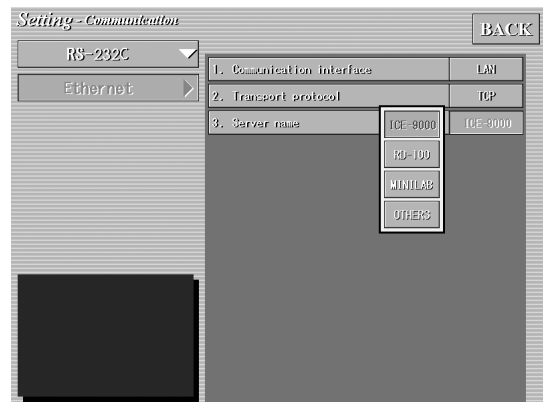 Setting - Communication
BACK
RS-232C
Ethernet
1. Communication interface LAN
2. Transport protocol TCP
3. Server name ICE-9000
ICE-9000
RD-100
MINILAB
OTHERS